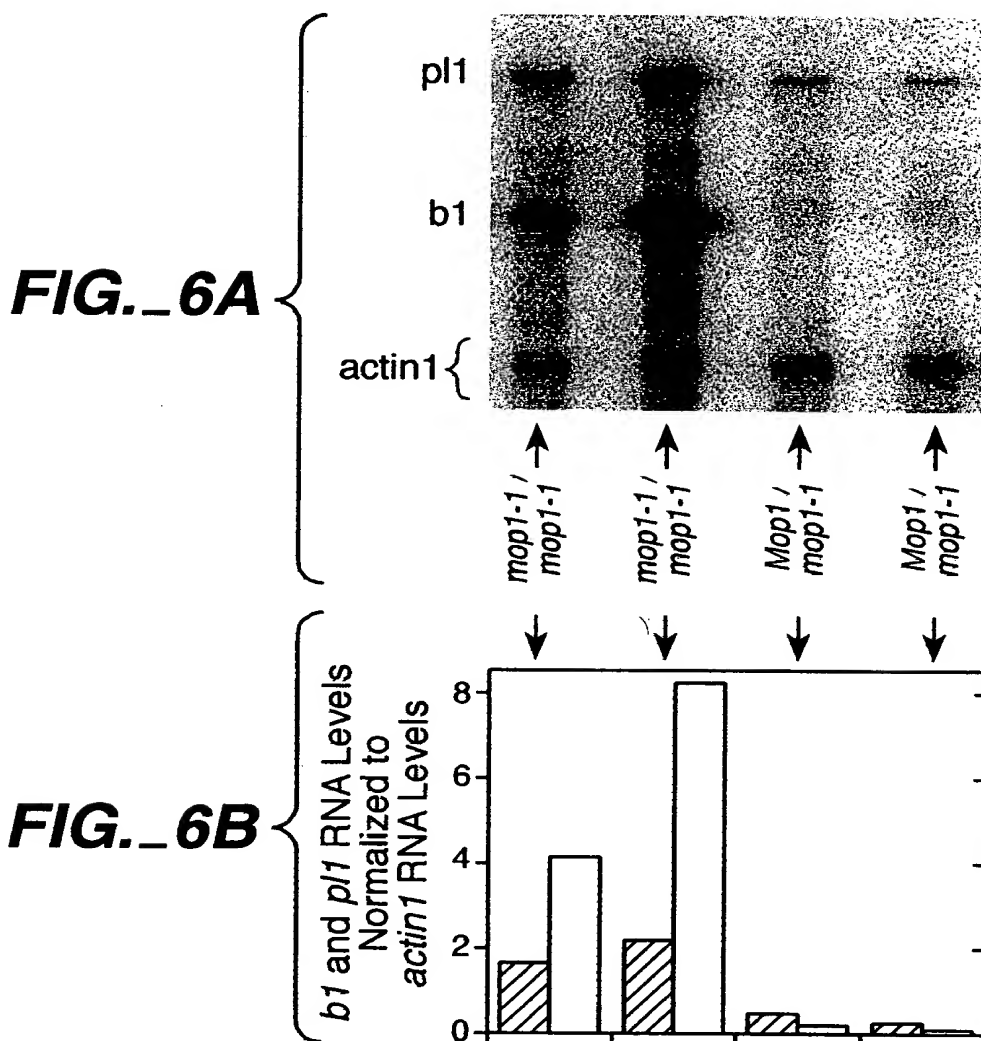 pl1
b1
FIG._6A
actin1
mop1-1 /
mop1-1
mop1-1 /
mop1-1
Mop1 /
mop1-1
Mop1 /
mop1-1
FIG._6B
b1 and pl1 RNA Levels
Normalized to
actin1 RNA Levels
8
6
4
2
0